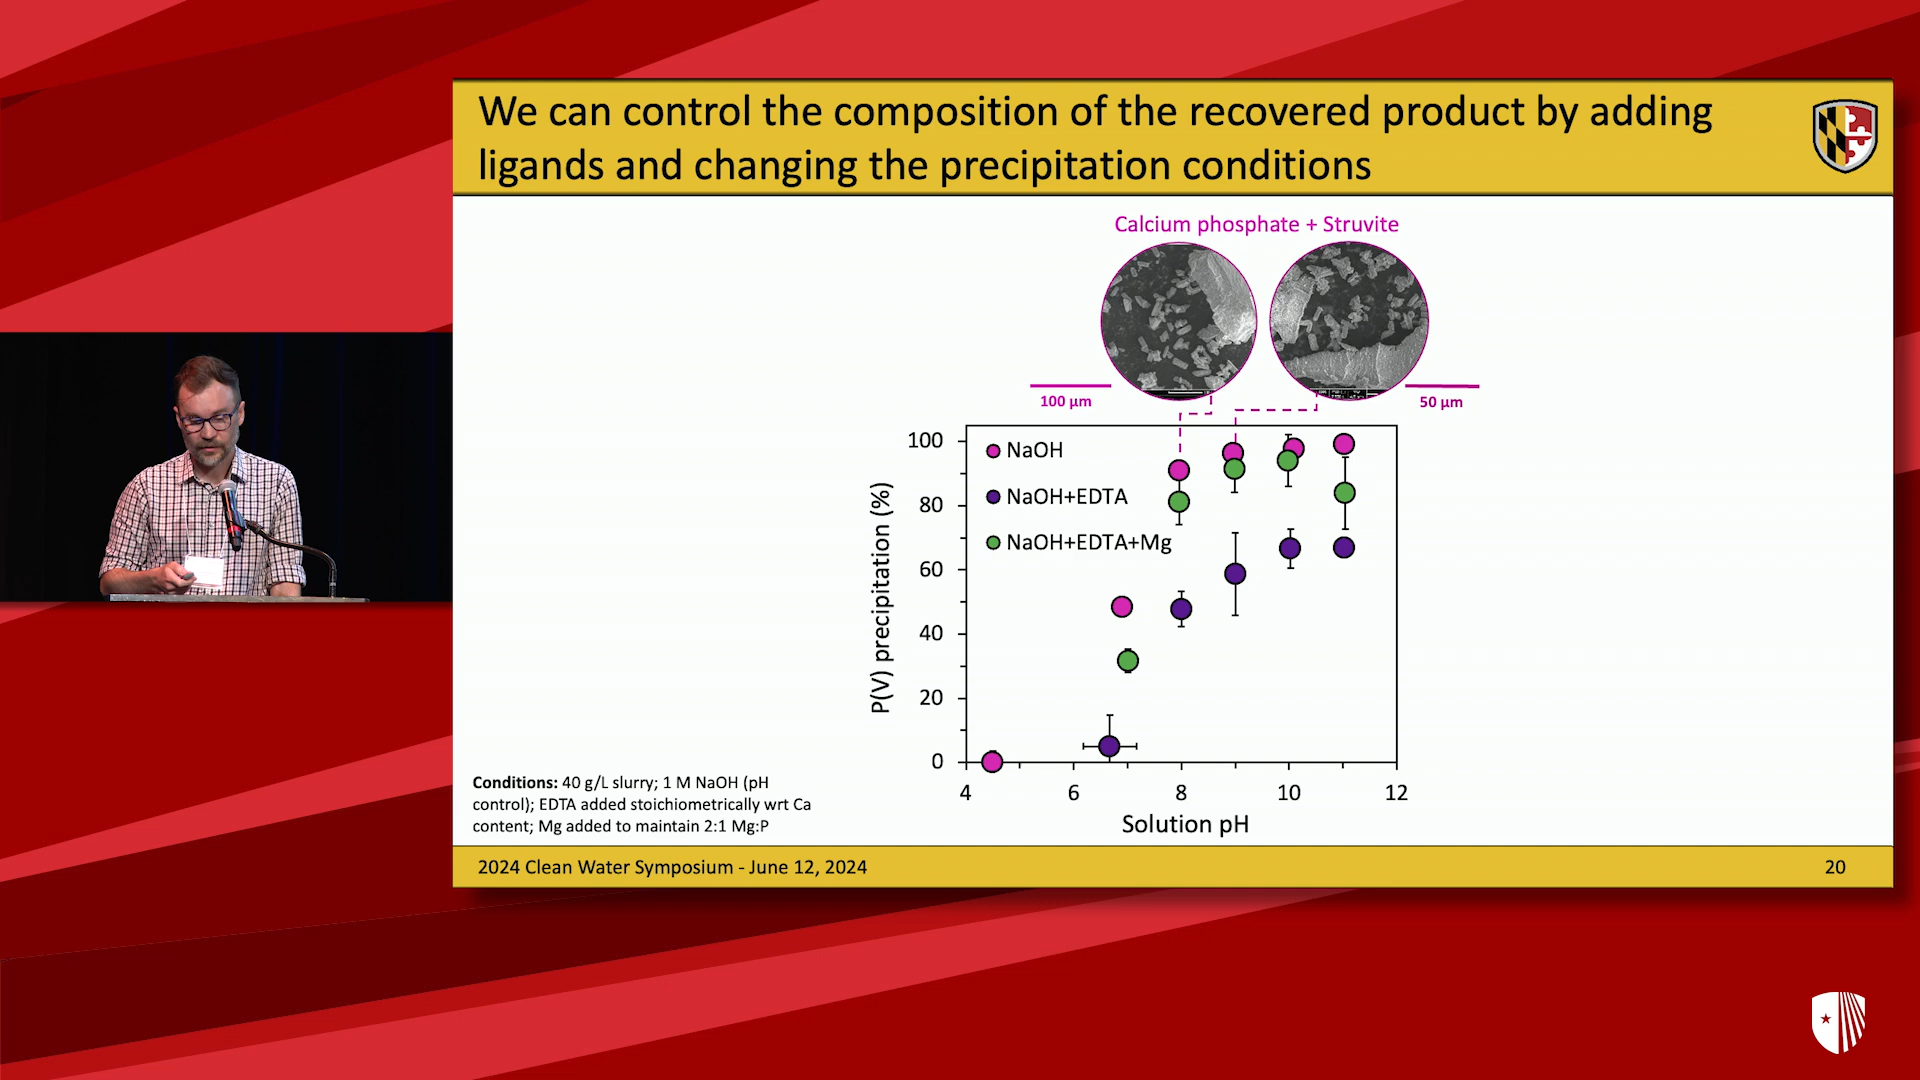 We can control the composition of the recovered product by adding
ligands and changing the precipitation conditions
Calcium phosphate + Struvite
100 µm
50 µm
NaOH
NaOH+EDTA
NaOH+EDTA+Mg
P(V) precipitation (%)
100
80
60
40
20
0
4 6 8 10 12
Solution pH
Conditions: 40 g/L slurry; 1 M NaOH (pH
control); EDTA added stoichiometrically wrt Ca
content; Mg added to maintain 2:1 Mg:P
2024 Clean Water Symposium - June 12, 2024
20